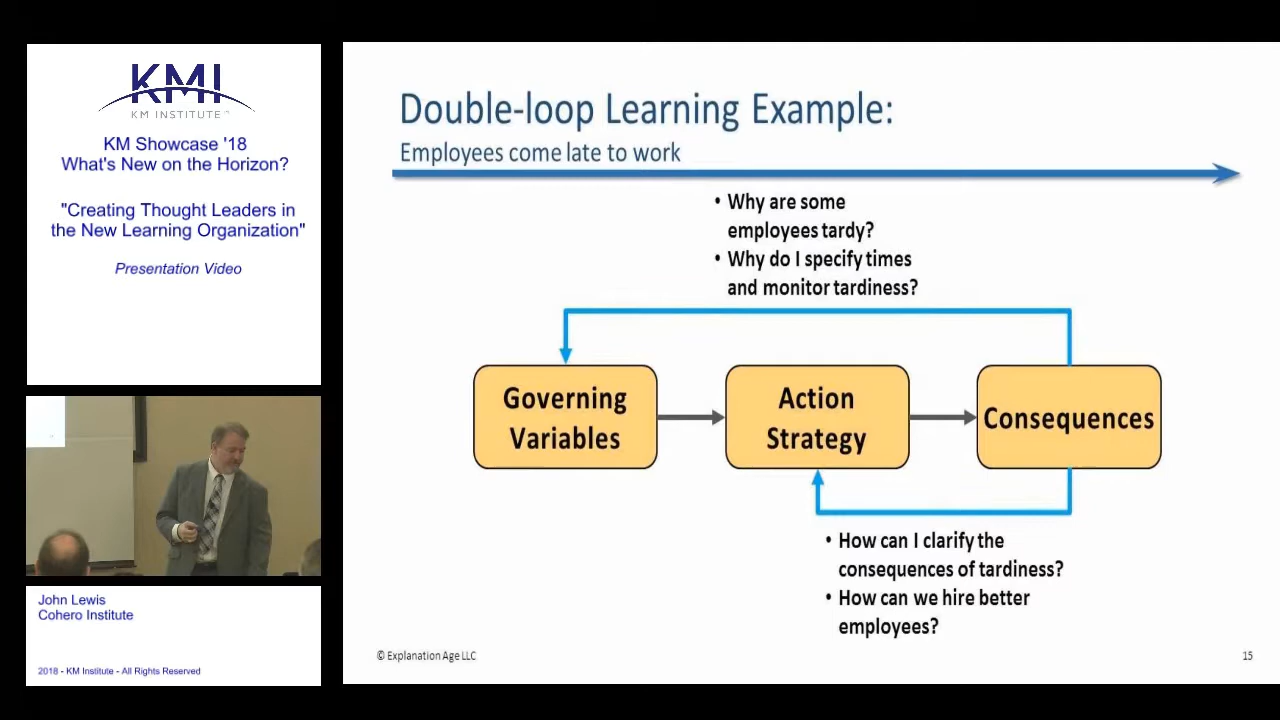 KMI
KM INSTITUTE™
KM Showcase '18
What's New on the Horizon?
"Creating Thought Leaders in
the New Learning Organization"
Presentation Video
John Lewis
Cohero Institute
2018 - KM Institute - All Rights Reserved
Double-loop Learning Example:
Employees come late to work
• Why are some
employees tardy?
• Why do I specify times
and monitor tardiness?
Governing
Variables
Action
Strategy
Consequences
• How can I clarify the
consequences of tardiness?
• How can we hire better
employees?
© Explanation Age LLC
15